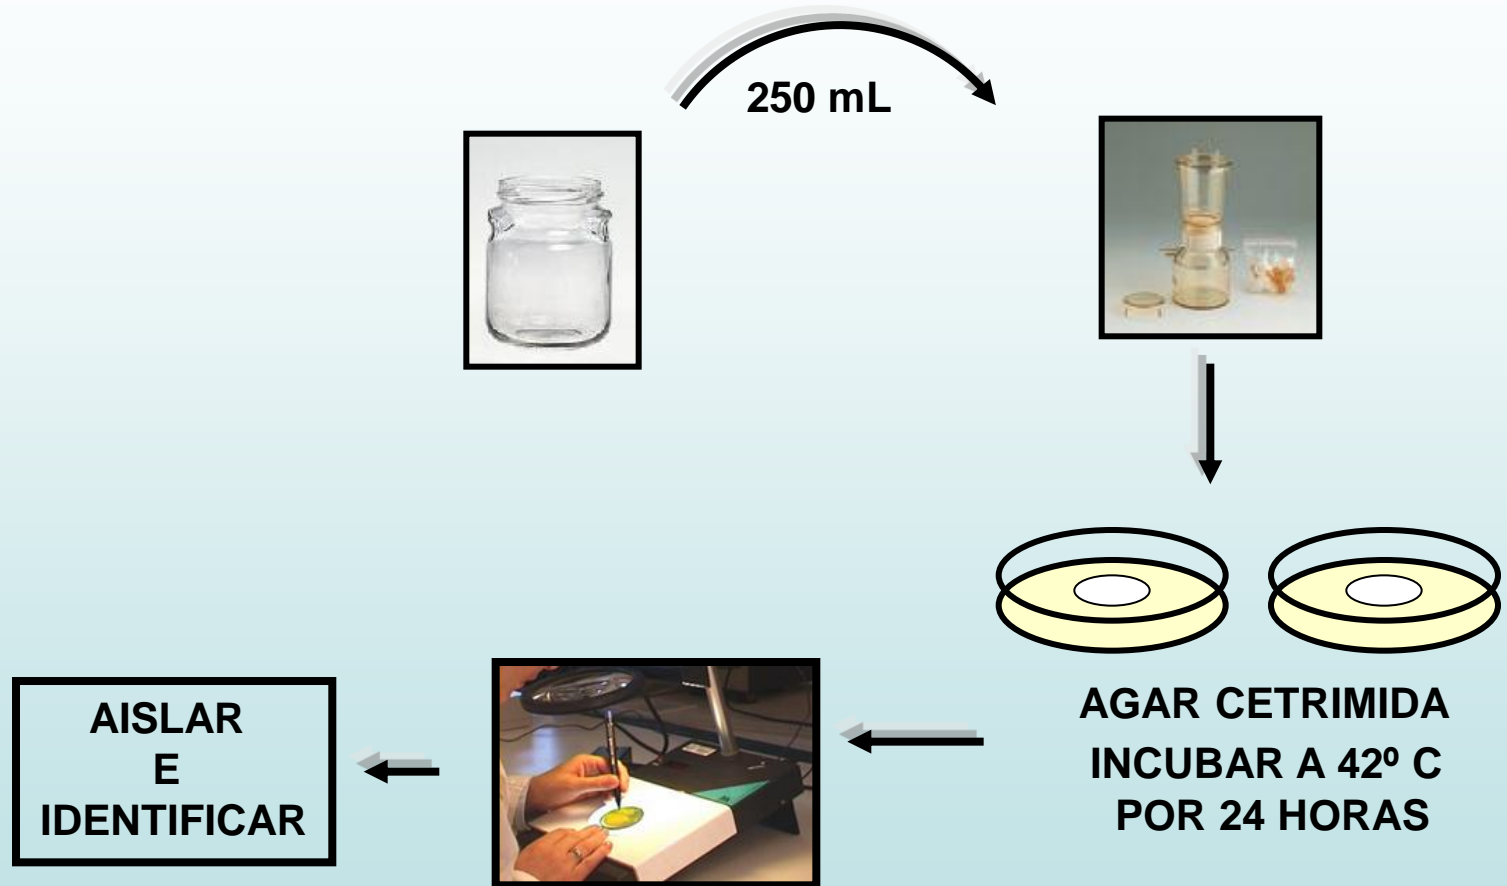 250 mL
AGAR CETRIMIDA
INCUBAR A 42º C
POR 24 HORAS
AISLAR
E
IDENTIFICAR